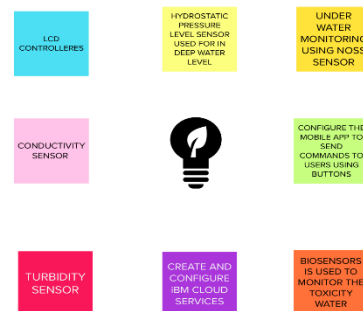 LCD
CONTROLLERES
HYDROSTATIC
PRESSURE
LEVEL SENSOR
USED FOR IN
DEEP WATER
LEVEL
UNDER
WATER
MONITORING
USING NOSS
SENSOR
CONDUCTIVITY
SENSOR
CONFIGURE THE
MOBILE APP TO
SEND
COMMANDS TO
USERS USING
BUTTONS
TURBIDITY
SENSOR
CREATE AND
CONFIGURE
IBM CLOUD
SERVICES
BIOSENSORS
IS USED TO
MONITOR THE
TOXICITY
WATER